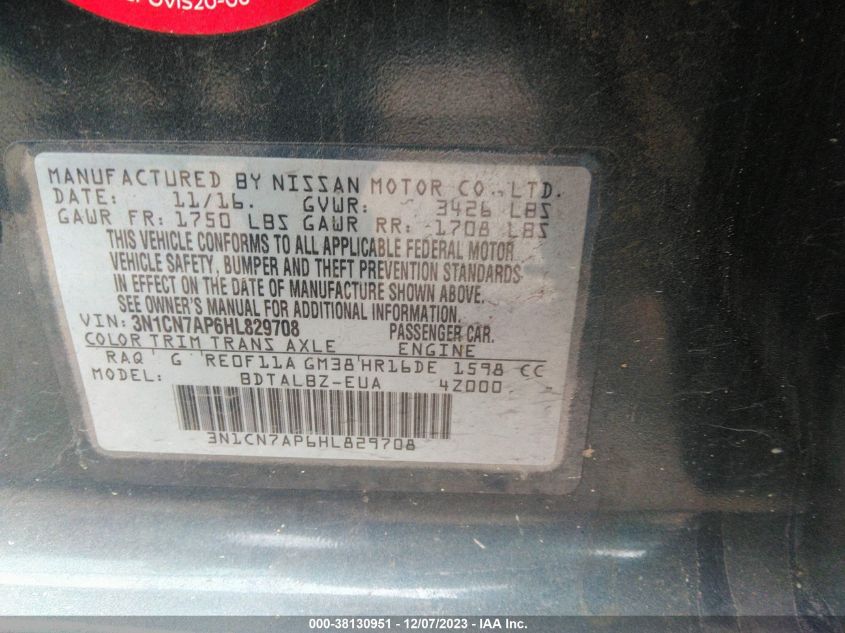 MANUFACTURED BY NISSAN MOTOR CO., LTD.
DATE: 11/16. GVWR: 3426 LBS
GAWR FR: 1750 LBS GAWR RR: 1708 LBS
THIS VEHICLE CONFORMS TO ALL APPLICABLE FEDERAL MOTOR
VEHICLE SAFETY, BUMPER AND THEFT PREVENTION STANDARDS
IN EFFECT ON THE DATE OF MANUFACTURE SHOWN ABOVE.
SEE OWNER'S MANUAL FOR ADDITIONAL INFORMATION.
VIN: 3N1CN7AP6HL829708 PASSENGER CAR.
COLOR TRIM TRANS AXLE ENGINE
RAQ G RE0F11A GM38 HR16DE 1598 CC
MODEL: BDTALBZ-EUA 4Z000
3N1CN7AP6HL829708
000-38130951 - 12/07/2023 - IAA Inc.